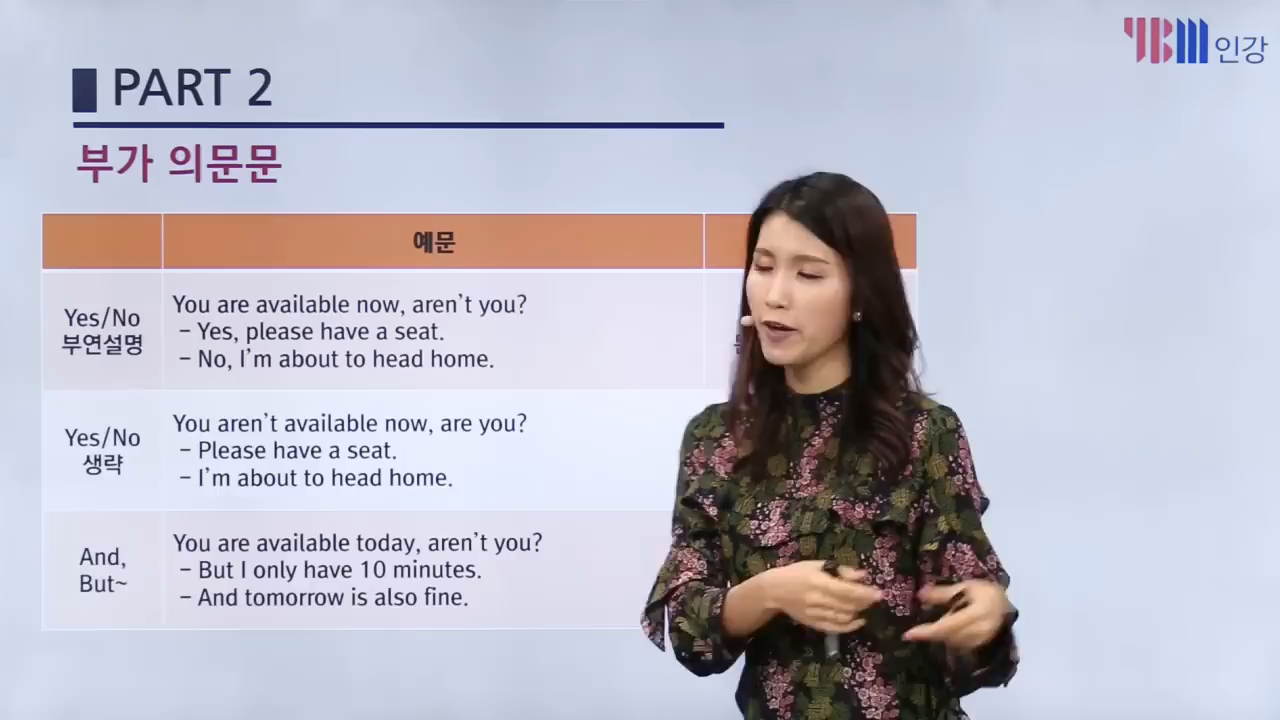 YBM 인강
PART 2
부가 의문문
예문
Yes/No
부연설명
You are available now, aren't you?
– Yes, please have a seat.
– No, I'm about to head home.
Yes/No
생략
You aren't available now, are you?
– Please have a seat.
– I'm about to head home.
And,
But~
You are available today, aren't you?
– But I only have 10 minutes.
– And tomorrow is also fine.